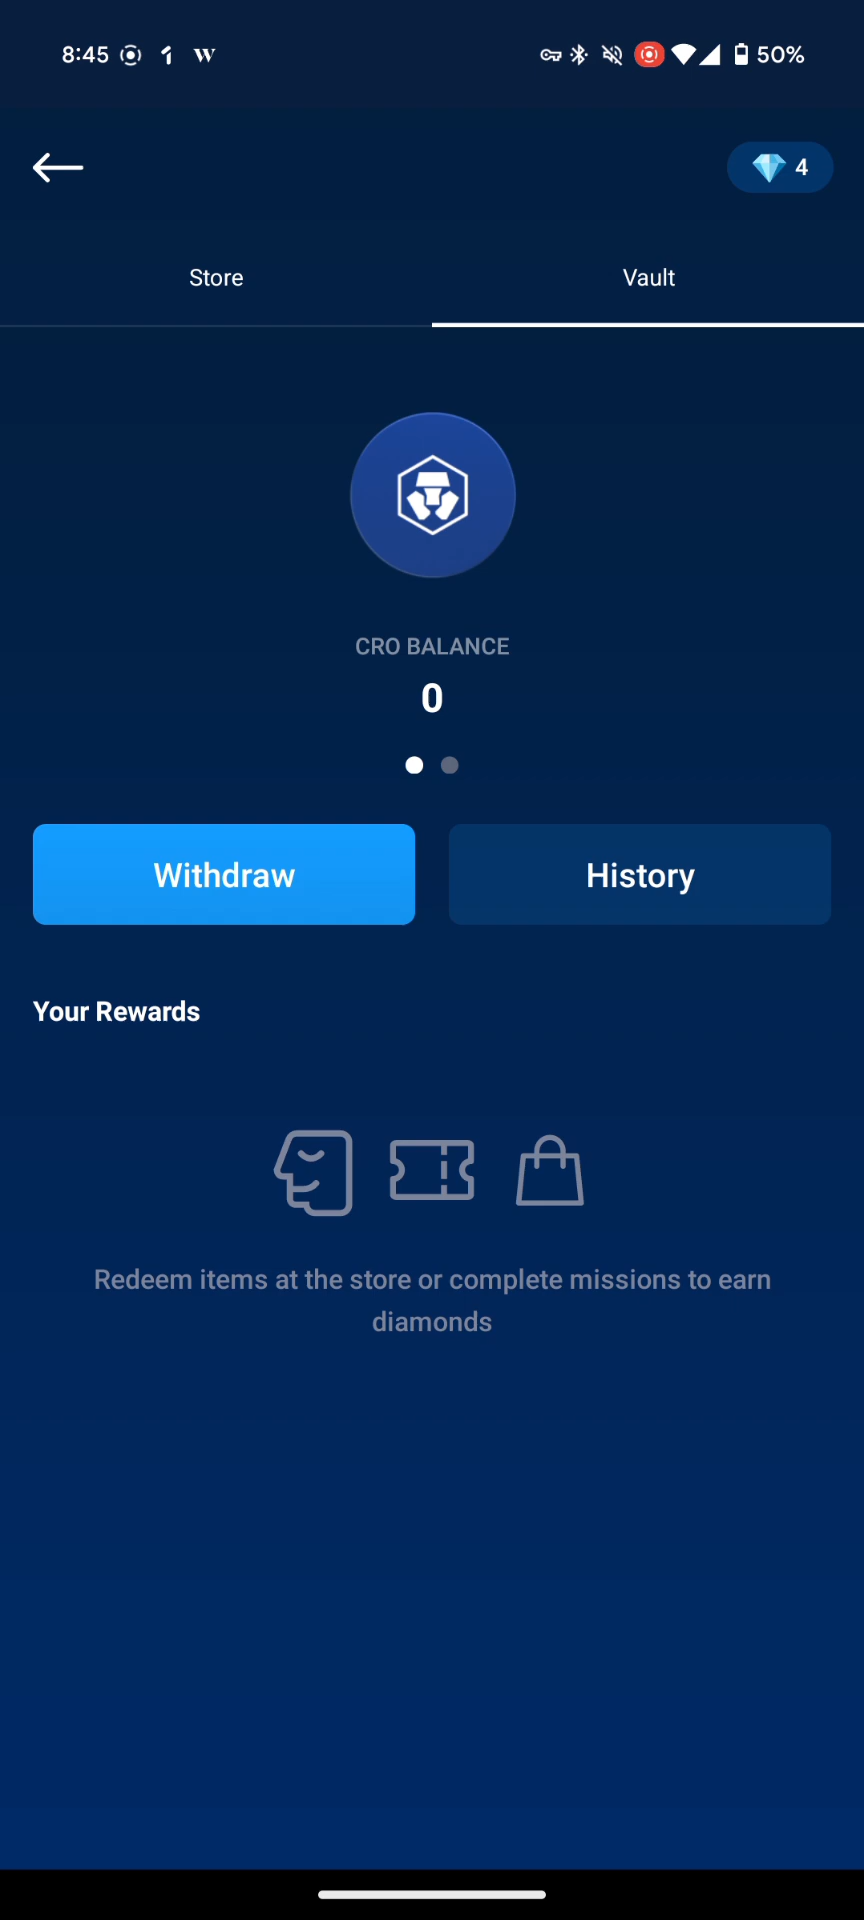 8:45 W 50%
4
Store Vault
CRO BALANCE
0
Withdraw History
Your Rewards
Redeem items at the store or complete missions to earn
diamonds